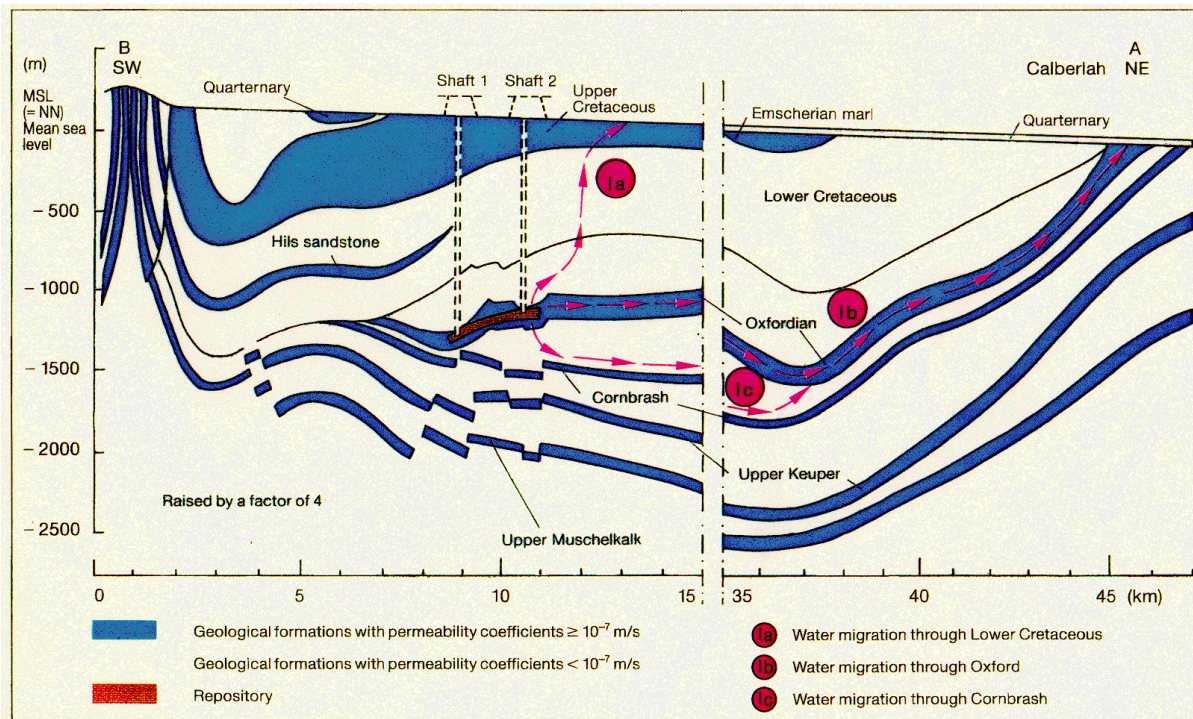 B
SW
A
NE
(m)
MSL
(= NN)
Mean sea
level
Quarternary
Shaft 1
Shaft 2
Upper
Cretaceous
Calberlah
Emscherian marl
Quarternary
Ia
Lower Cretaceous
- 500
Hils sandstone
- 1000
Ib
Oxfordian
- 1500
Ic
Cornbrash
- 2000
Upper Keuper
Raised by a factor of 4
- 2500
Upper Muschelkalk
0
5
10
15
35
40
45
(km)
Geological formations with permeability coefficients ≥ 10⁻⁷ m/s
Geological formations with permeability coefficients < 10⁻⁷ m/s
Repository
Ia Water migration through Lower Cretaceous
Ib Water migration through Oxford
Ic Water migration through Cornbrash